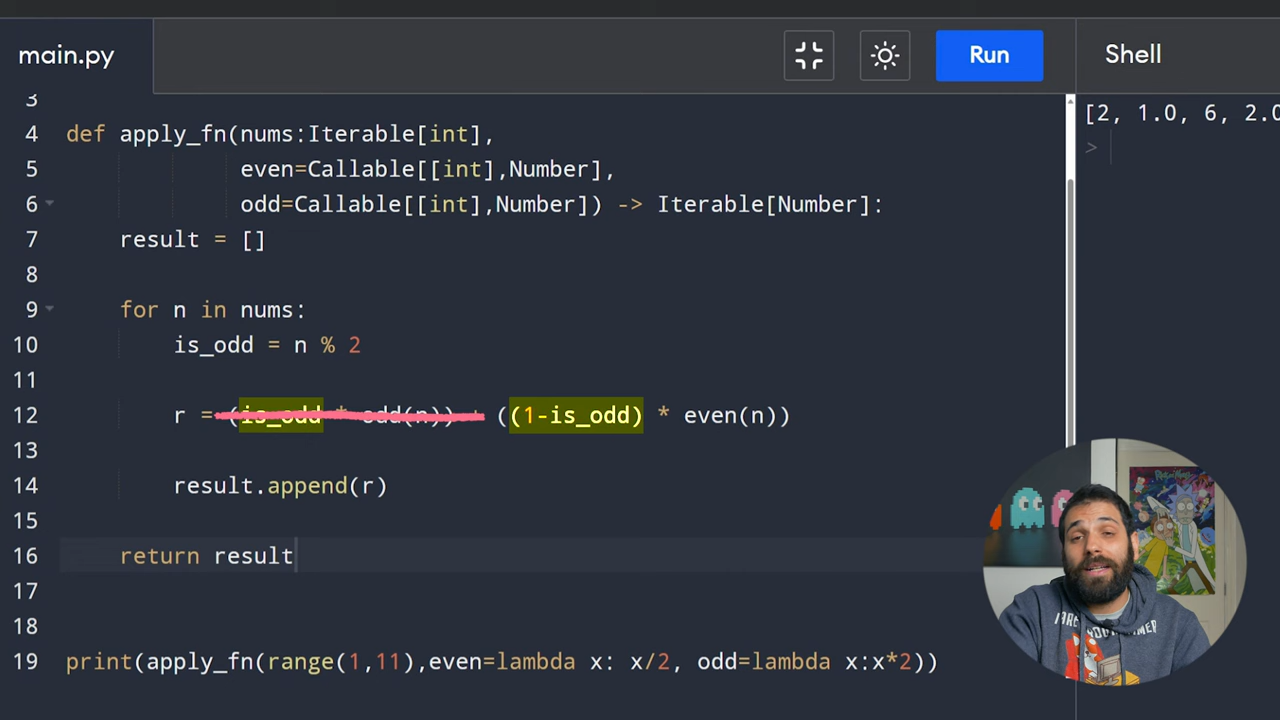 main.py
Run
Shell
3
4 def apply_fn(nums:Iterable[int],
5 even=Callable[[int],Number],
6 odd=Callable[[int],Number]) -> Iterable[Number]:
7 result = []
8
9 for n in nums:
10 is_odd = n % 2
11
12 r = (is_odd * odd(n)) + ((1-is_odd) * even(n))
13
14 result.append(r)
15
16 return result
17
18
19 print(apply_fn(range(1,11),even=lambda x: x/2, odd=lambda x:x*2))
[2, 1.0, 6, 2.0
>